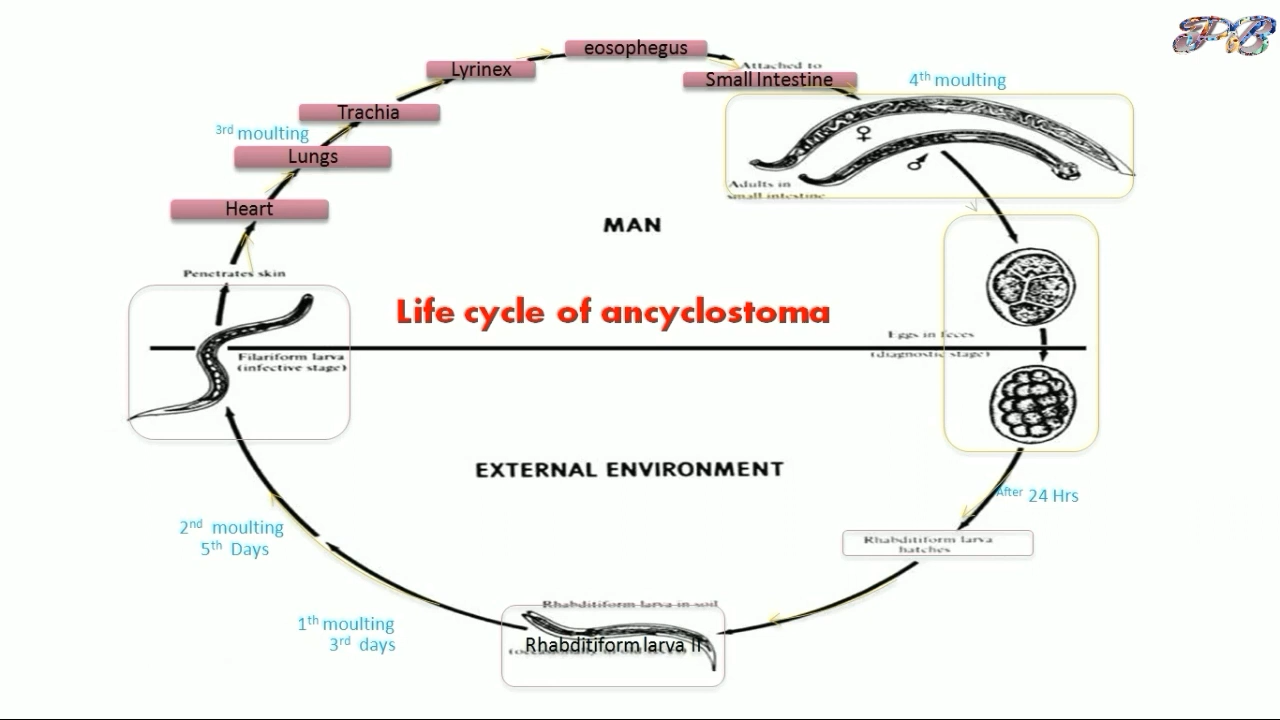 eosophegus
Lyrinex
Attached to
Small Intestine
4th moulting
Trachia
3rd moulting
Lungs
♀
♂
Adults in
small intestine
Heart
MAN
Penetrates skin
Life cycle of ancyclostoma
Eggs in feces
(diagnostic stage)
Filariform larva
(infective stage)
EXTERNAL ENVIRONMENT
After 24 Hrs
2nd moulting
5th Days
Rhabditiform larva
hatches
Rhabditiform larva in soil
1th moulting
3rd days
Rhabditiform larva II
PB